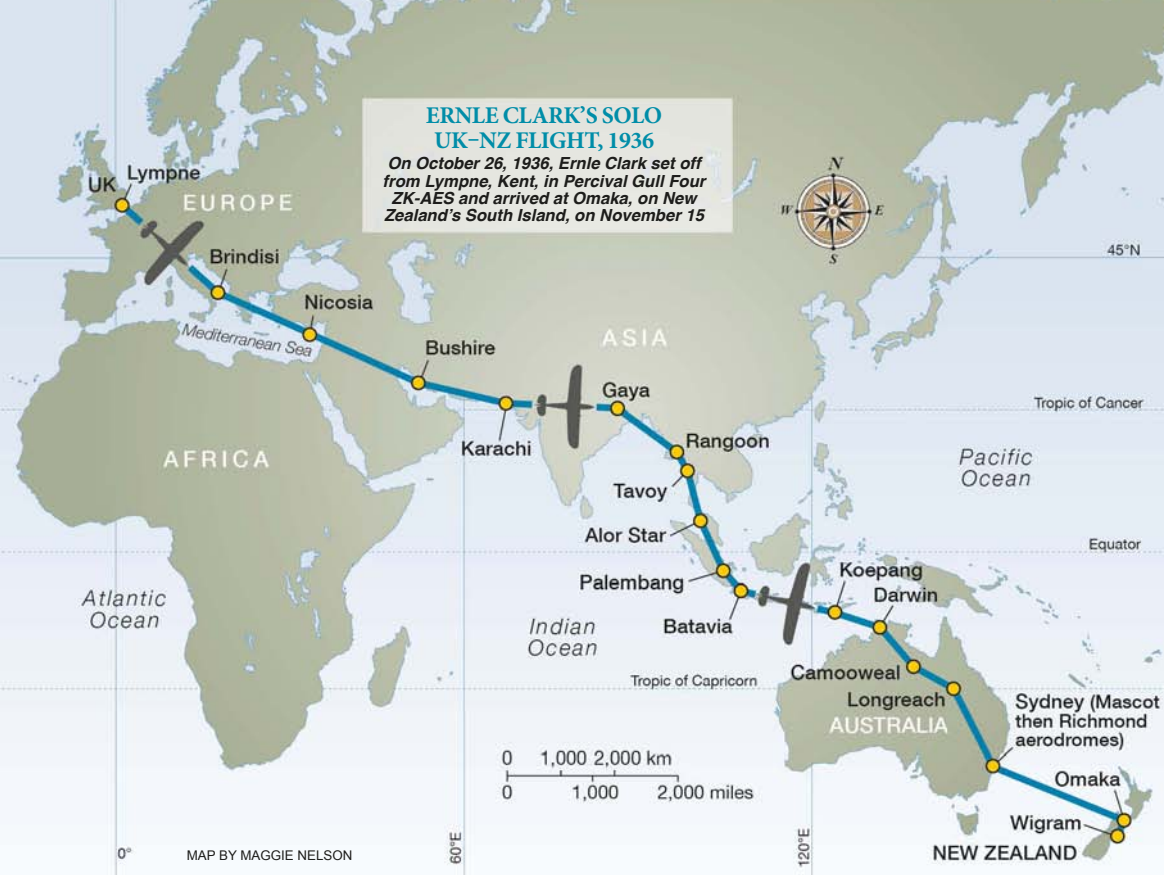 ERNLE CLARK'S SOLO
UK–NZ FLIGHT, 1936
On October 26, 1936, Ernle Clark set off
from Lympne, Kent, in Percival Gull Four
ZK-AES and arrived at Omaka, on New
Zealand's South Island, on November 15
N
W
E
S
UK
Lympne
EUROPE
45°N
Brindisi
Nicosia
Mediterranean Sea
ASIA
Bushire
Gaya
Tropic of Cancer
Karachi
Rangoon
AFRICA
Pacific
Ocean
Tavoy
Alor Star
Equator
Palembang
Koepang
Darwin
Atlantic
Ocean
Indian
Ocean
Batavia
Camooweal
Tropic of Capricorn
Longreach
AUSTRALIA
Sydney (Mascot
then Richmond
aerodromes)
0 1,000 2,000 km
0 1,000 2,000 miles
Omaka
Wigram
NEW ZEALAND
0°
MAP BY MAGGIE NELSON
60°E
120°E